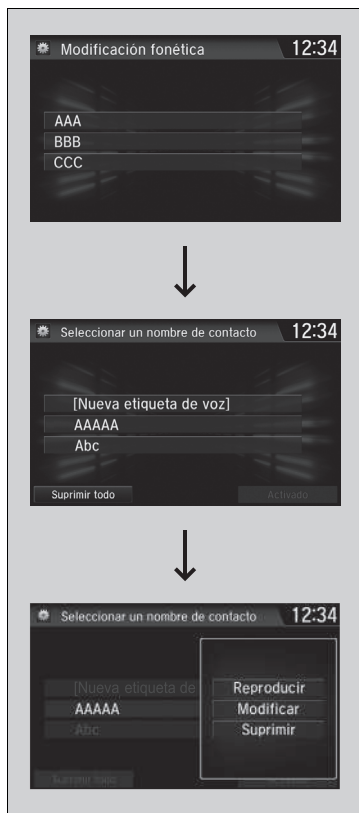 Modificación fonética 12:34
AAA
BBB
CCC
Seleccionar un nombre de contacto 12:34
[Nueva etiqueta de voz]
AAAAA
Abc
Suprimir todo Activado
Seleccionar un nombre de contacto 12:34
[Nueva etiqueta de
Reproducir
AAAAA
Modificar
Abc
Suprimir
Suprimir todo